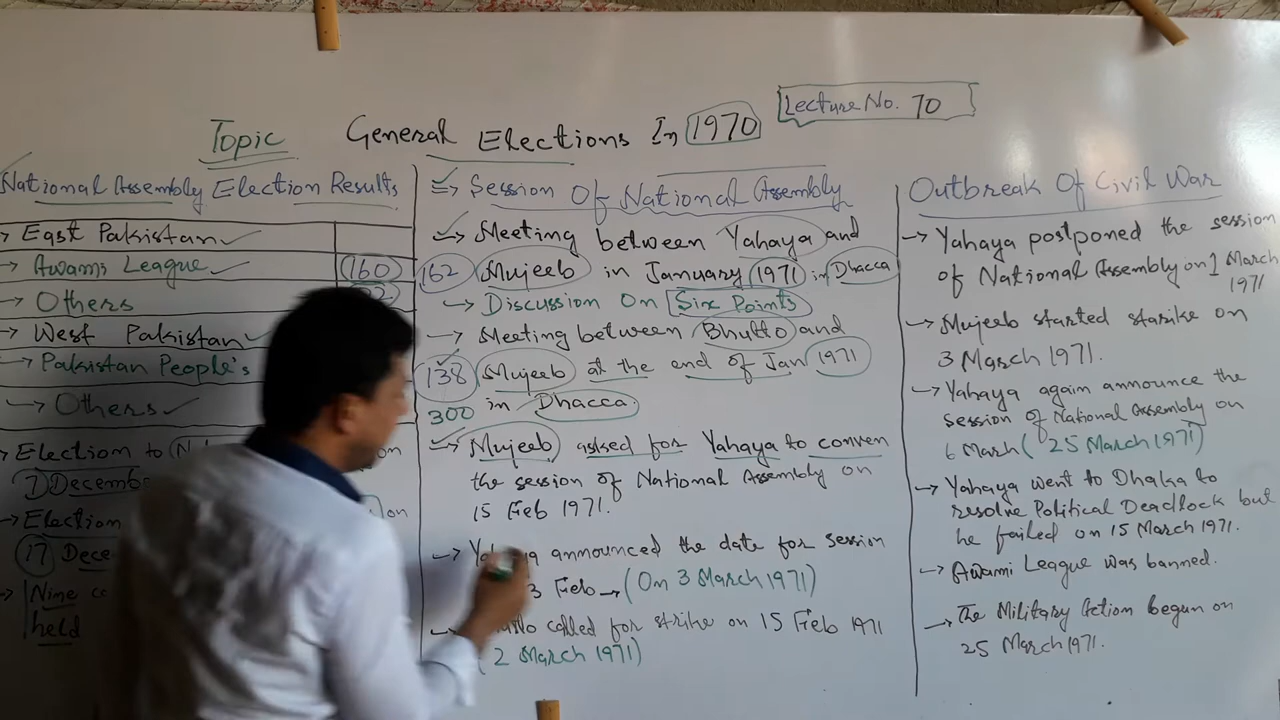 Lecture No. 70
Topic General Elections In 1970
National Assembly Election Results
→ East Pakistan
→ Awami League 160
→ Others
→ West Pakistan
→ Pakistan People's
→ Others
→ Election to
7 Decemb
→ Election
17 Dece
→ Nine
held
⇒ Session Of National Assembly
→ Meeting between Yahaya and
162 Mujeeb in January 1971 in Dhacca
→ Discussion On Six Points
→ Meeting between Bhutto and
138 Mujeeb at the end of Jan 1971
300 in Dhacca.
→ Mujeeb asked for Yahaya to conven
the session of National Assembly on
15 Feb 1971.
→ announced the date for session
3 Feb → (On 3 March 1971)
called for strike on 15 Feb 1971
(2 March 1971)
Outbreak Of Civil War
→ Yahaya postponed the session
of National Assembly on 1 March
1971
→ Mujeeb started starike on
3 March 1971.
→ Yahaya again announce the
session of National Assembly on
6 Marh (25 March 1971)
→ Yahaya went to Dhaka to
resolve Political Deadlock but
he failed on 15 March 1971.
→ Awami League was banned.
→ The Military Action begun on
25 March 1971.